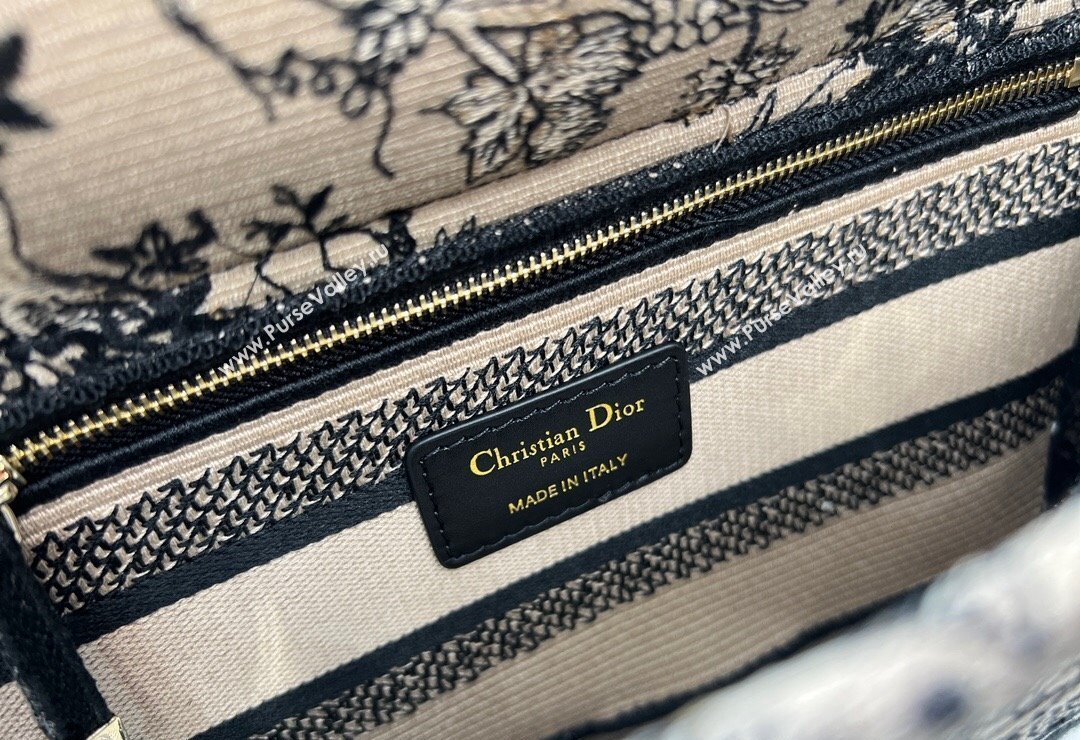 www.PurseValley.ru
www.PurseValley.ru
Christian Dior
PARIS
MADE IN ITALY